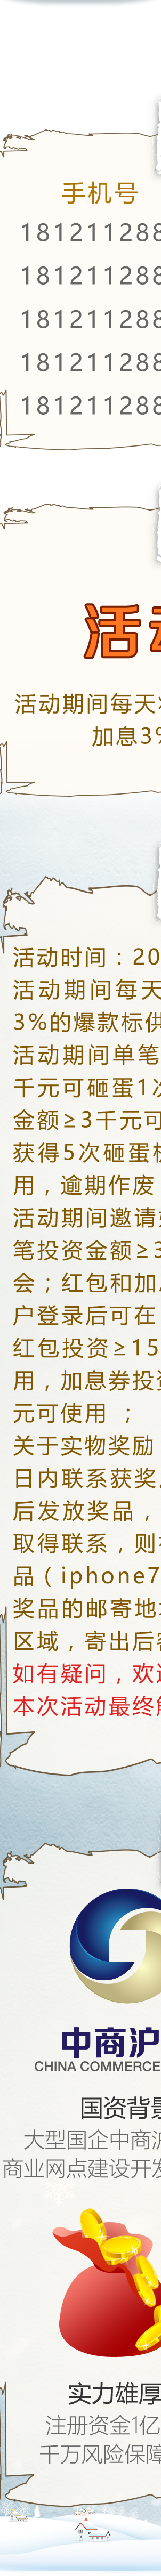 手机号
181211288
181211288
181211288
181211288
181211288
活
活动期间每天
加息3%
活动时间：20
活动期间每天
3%的爆款标供
活动期间单笔
千元可砸蛋1次
金额≥3千元可
获得5次砸蛋机
用，逾期作废
活动期间邀请
笔投资金额≥3
会；红包和加
户登录后可在
红包投资≥15
用，加息券投资
元可使用 ；
关于实物奖励
日内联系获奖
后发放奖品，
取得联系，则
品（iphone7
奖品的邮寄地
区域，寄出后
如有疑问，欢
本次活动最终
中商沪
CHINA COMMERCE
国资背景
大型国企中商沪
商业网点建设开发
实力雄厚
注册资金1亿
千万风险保障